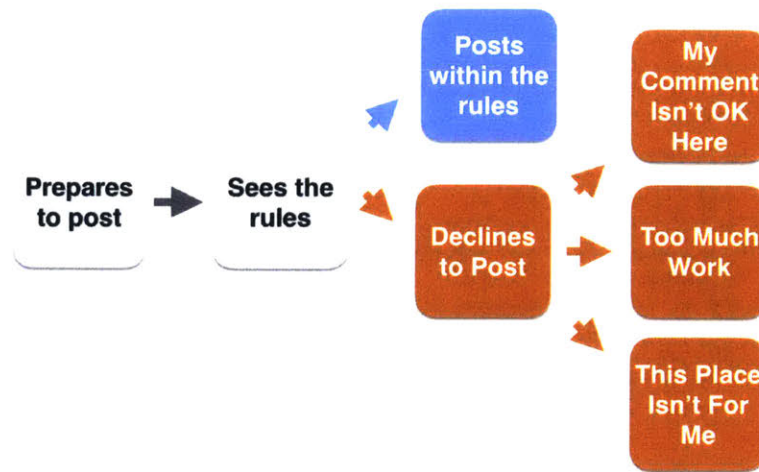 Prepares
to post
Sees the
rules
Posts
within the
rules
Declines
to Post
My
Comment
Isn't OK
Here
Too Much
Work
This Place
Isn't For
Me